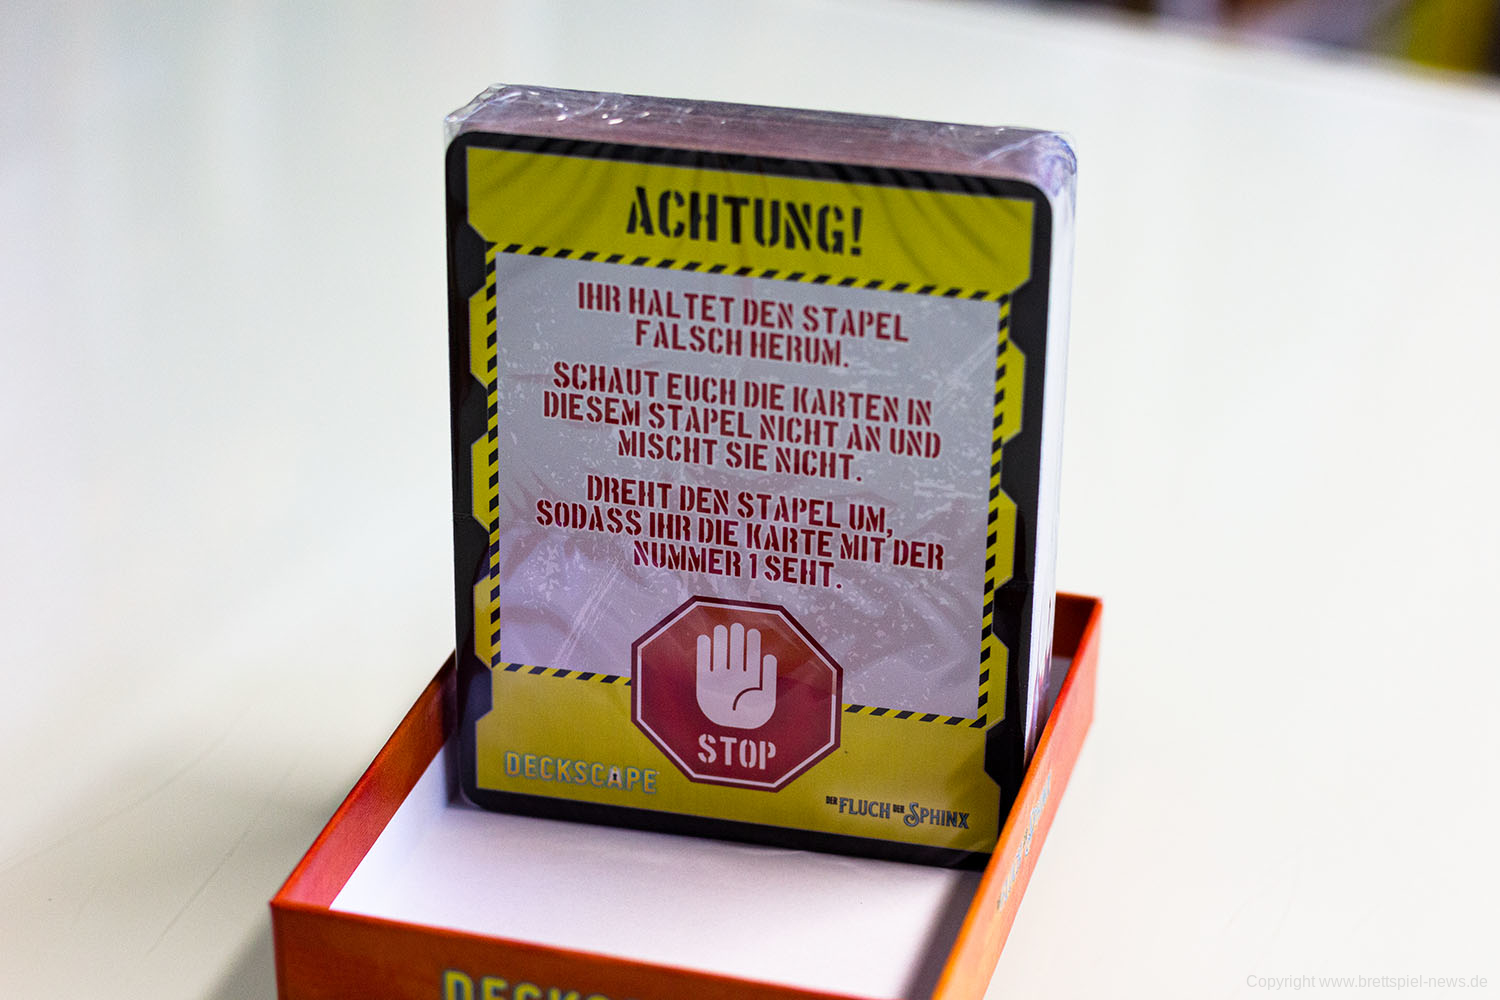 ACHTUNG!
IHR HALTET DEN STAPEL
FALSCH HERUM.
SCHAUT EUCH DIE KARTEN IN
DIESEM STAPEL NICHT AN UND
MISCHT SIE NICHT.
DREHT DEN STAPEL UM,
SODASS IHR DIE KARTE MIT DER
NUMMER 1 SEHT.
STOP
DECKSCAPE
DER FLUCH DER SPHINX
Copyright www.brettspiel-news.de